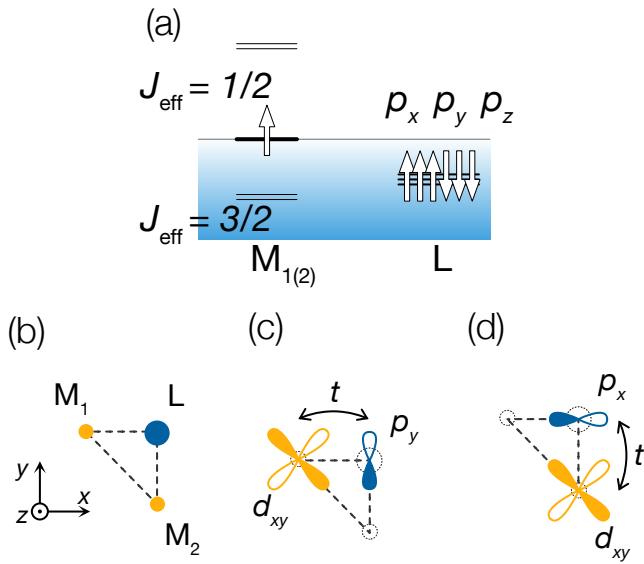 (a)
J_eff = 1/2
p_x p_y p_z
J_eff = 3/2
M_1(2) L
(b) (c) (d)
M_1 L
M_2
y
x
z
t
p_y
d_xy
p_x
t
d_xy